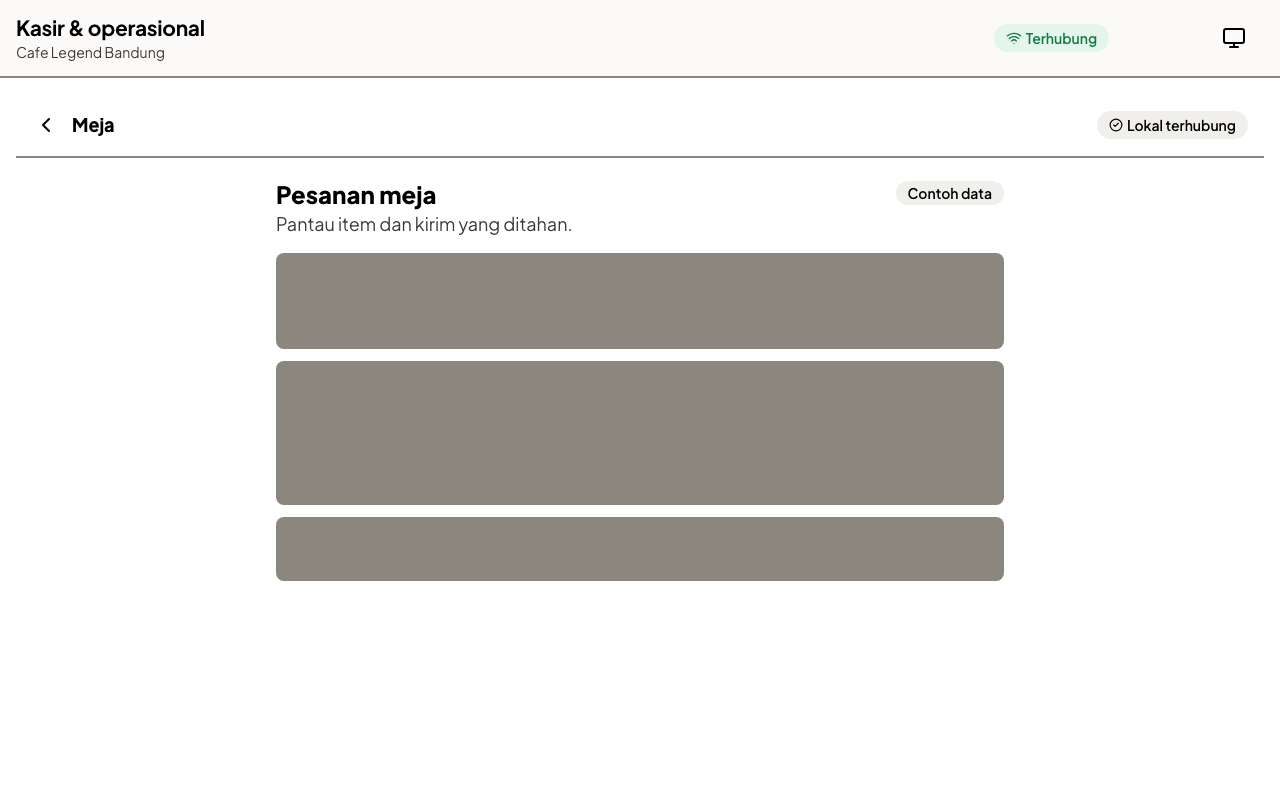 Kasir & operasional
Cafe Legend Bandung
Terhubung
Meja
Lokal terhubung
Pesanan meja
Contoh data
Pantau item dan kirim yang ditahan.